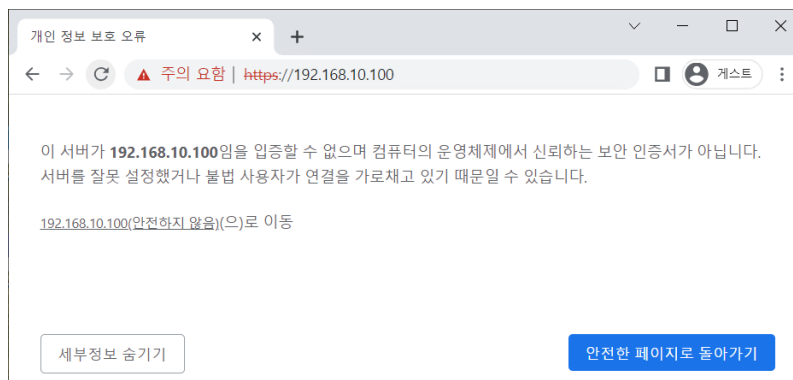 개인 정보 보호 오류
주의 요함 | https://192.168.10.100
게스트
이 서버가 192.168.10.100임을 입증할 수 없으며 컴퓨터의 운영체제에서 신뢰하는 보안 인증서가 아닙니다.
서버를 잘못 설정했거나 불법 사용자가 연결을 가로채고 있기 때문일 수 있습니다.
192.168.10.100(안전하지 않음)(으)로 이동
세부정보 숨기기
안전한 페이지로 돌아가기